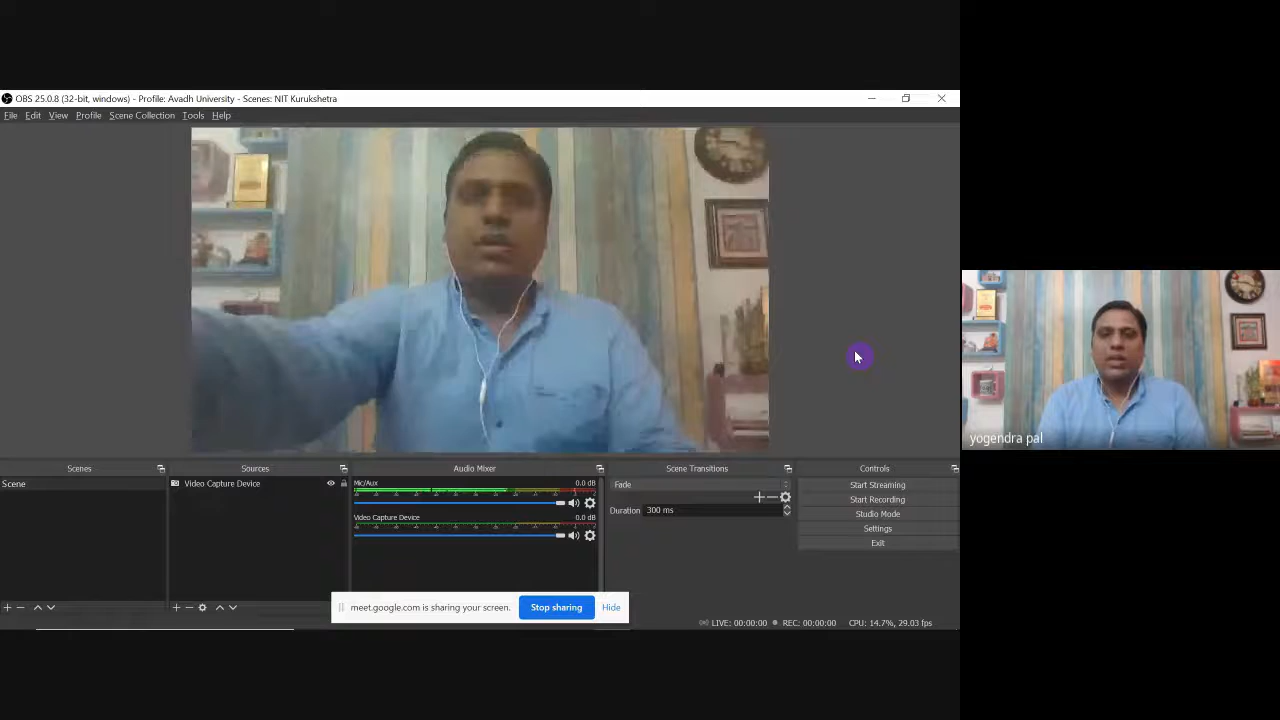 OBS 25.0.8 (32-bit, windows) - Profile: Avadh University - Scenes: NIT Kurukshetra
File Edit View Profile Scene Collection Tools Help
yogendra pal
Scenes
Sources
Audio Mixer
Scene Transitions
Controls
Scene
Video Capture Device
Mic/Aux
0.0 dB
Video Capture Device
0.0 dB
Fade
Duration 300 ms
Start Streaming
Start Recording
Studio Mode
Settings
Exit
meet.google.com is sharing your screen.
Stop sharing
Hide
LIVE: 00:00:00
REC: 00:00:00
CPU: 14.7%, 29.03 fps